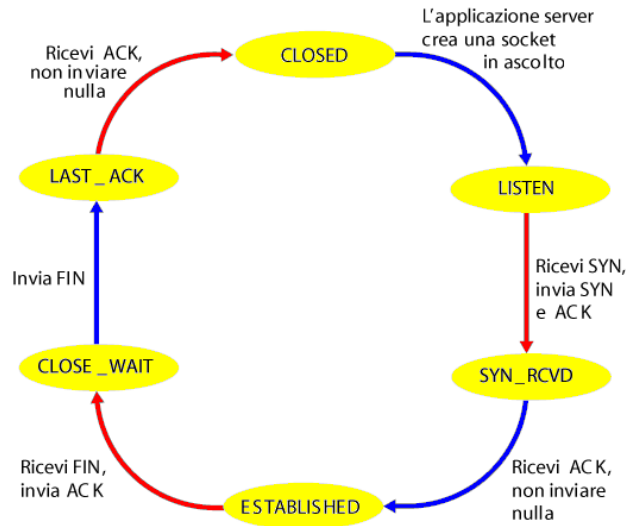 CLOSED
L'applicazione server
crea una socket
in ascolto
LISTEN
Ricevi SYN,
invia SYN
e ACK
SYN_RCVD
Ricevi ACK,
non inviare
nulla
ESTABLISHED
Ricevi FIN,
invia ACK
CLOSE_WAIT
Invia FIN
LAST_ACK
Ricevi ACK,
non inviare
nulla